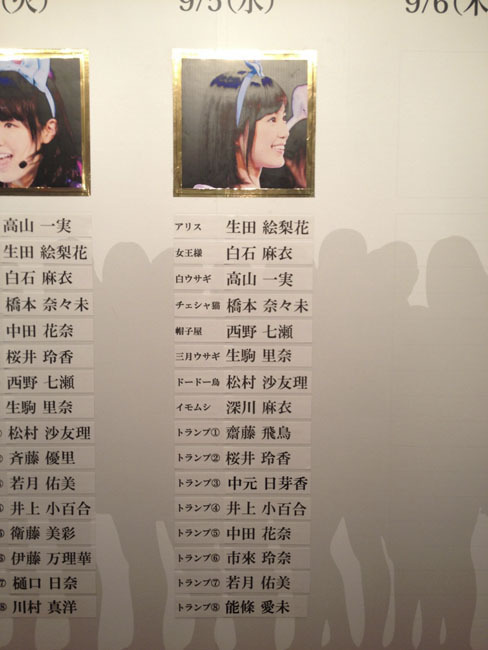 (火)
高山 一実
生田 絵梨花
白石 麻衣
橋本 奈々未
中田 花奈
桜井 玲香
西野 七瀬
生駒 里奈
松村 沙友理
斉藤 優里
若月 佑美
井上 小百合
衛藤 美彩
伊藤 万理華
⑦ 樋口 日奈
⑧ 川村 真洋
9/5(水)
アリス 生田 絵梨花
女王様 白石 麻衣
白ウサギ 高山 一実
チェシャ猫 橋本 奈々未
帽子屋 西野 七瀬
三月ウサギ 生駒 里奈
ドードー鳥 松村 沙友理
イモムシ 深川 麻衣
トランプ① 齋藤 飛鳥
トランプ② 桜井 玲香
トランプ③ 中元 日芽香
トランプ④ 井上 小百合
トランプ⑤ 中田 花奈
トランプ⑥ 市來 玲奈
トランプ⑦ 若月 佑美
トランプ⑧ 能條 愛未
9/6(木